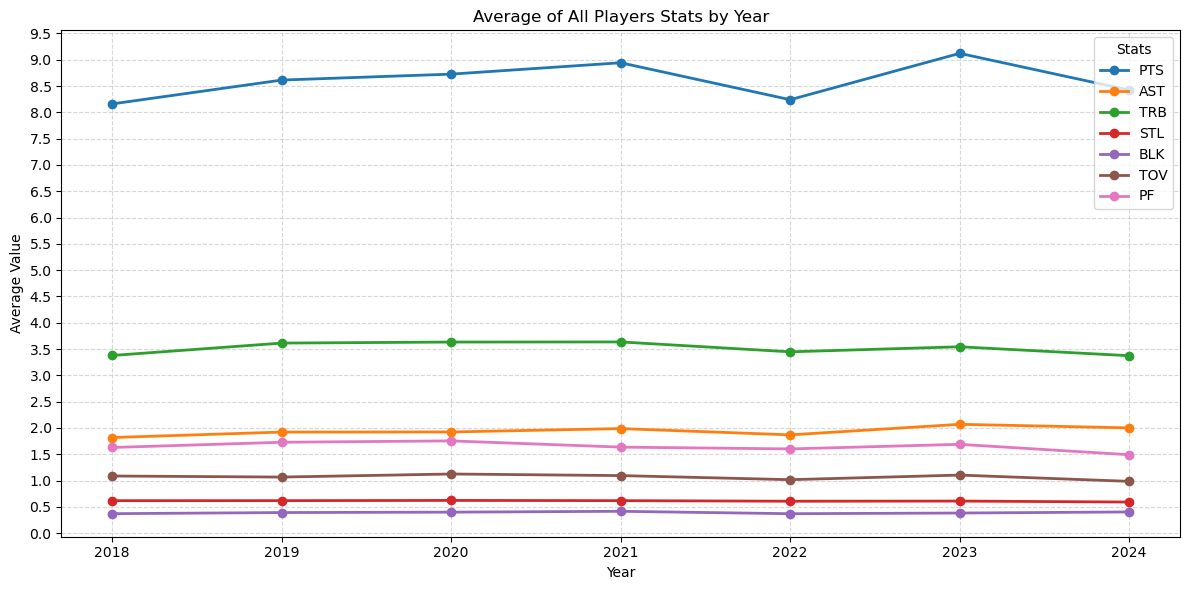 Average of All Players Stats by Year
Stats
PTS
AST
TRB
STL
BLK
TOV
PF
9.5
9.0
8.5
8.0
7.5
7.0
6.5
6.0
5.5
5.0
4.5
4.0
3.5
3.0
2.5
2.0
1.5
1.0
0.5
0.0
Average Value
2018 2019 2020 2021 2022 2023 2024
Year